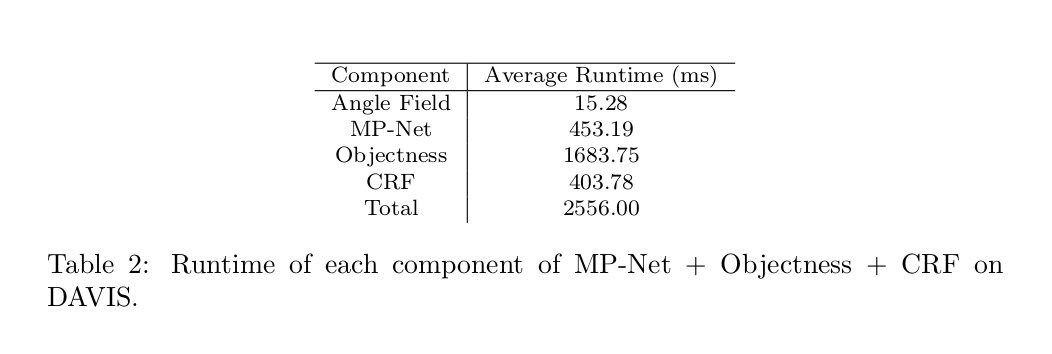 Component Average Runtime (ms)
Angle Field 15.28
MP-Net 453.19
Objectness 1683.75
CRF 403.78
Total 2556.00
Table 2: Runtime of each component of MP-Net + Objectness + CRF on
DAVIS.